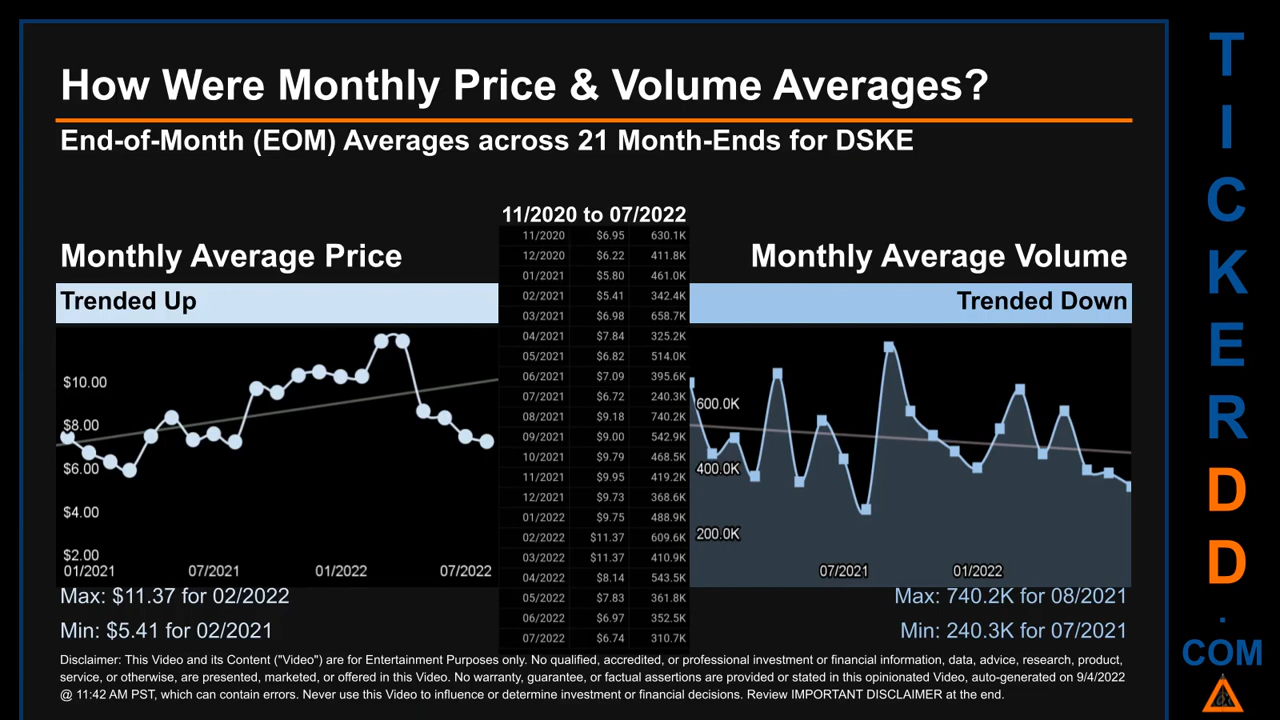 How Were Monthly Price & Volume Averages?
End-of-Month (EOM) Averages across 21 Month-Ends for DSKE
11/2020 to 07/2022
Monthly Average Price
Trended Up
$10.00
$8.00
$6.00
$4.00
$2.00
01/2021 07/2021 01/2022 07/2022
Max: $11.37 for 02/2022
Min: $5.41 for 02/2021
11/2020 $6.95 630.1K
12/2020 $6.22 411.8K
01/2021 $5.80 461.0K
02/2021 $5.41 342.4K
03/2021 $6.98 658.7K
04/2021 $7.84 325.2K
05/2021 $6.82 514.0K
06/2021 $7.09 395.6K
07/2021 $6.72 240.3K
08/2021 $9.18 740.2K
09/2021 $9.00 542.9K
10/2021 $9.79 468.5K
11/2021 $9.95 419.2K
12/2021 $9.73 368.6K
01/2022 $9.75 488.9K
02/2022 $11.37 609.6K
03/2022 $11.37 410.9K
04/2022 $8.14 543.5K
05/2022 $7.83 361.8K
06/2022 $6.97 352.5K
07/2022 $6.74 310.7K
Monthly Average Volume
Trended Down
600.0K
400.0K
200.0K
07/2021 01/2022
Max: 740.2K for 08/2021
Min: 240.3K for 07/2021
Disclaimer: This Video and its Content ("Video") are for Entertainment Purposes only. No qualified, accredited, or professional investment or financial information, data, advice, research, product,
service, or otherwise, are presented, marketed, or offered in this Video. No warranty, guarantee, or factual assertions are provided or stated in this opinionated Video, auto-generated on 9/4/2022
@ 11:42 AM PST, which can contain errors. Never use this Video to influence or determine investment or financial decisions. Review IMPORTANT DISCLAIMER at the end.
T
I
C
K
E
R
D
D
.
COM